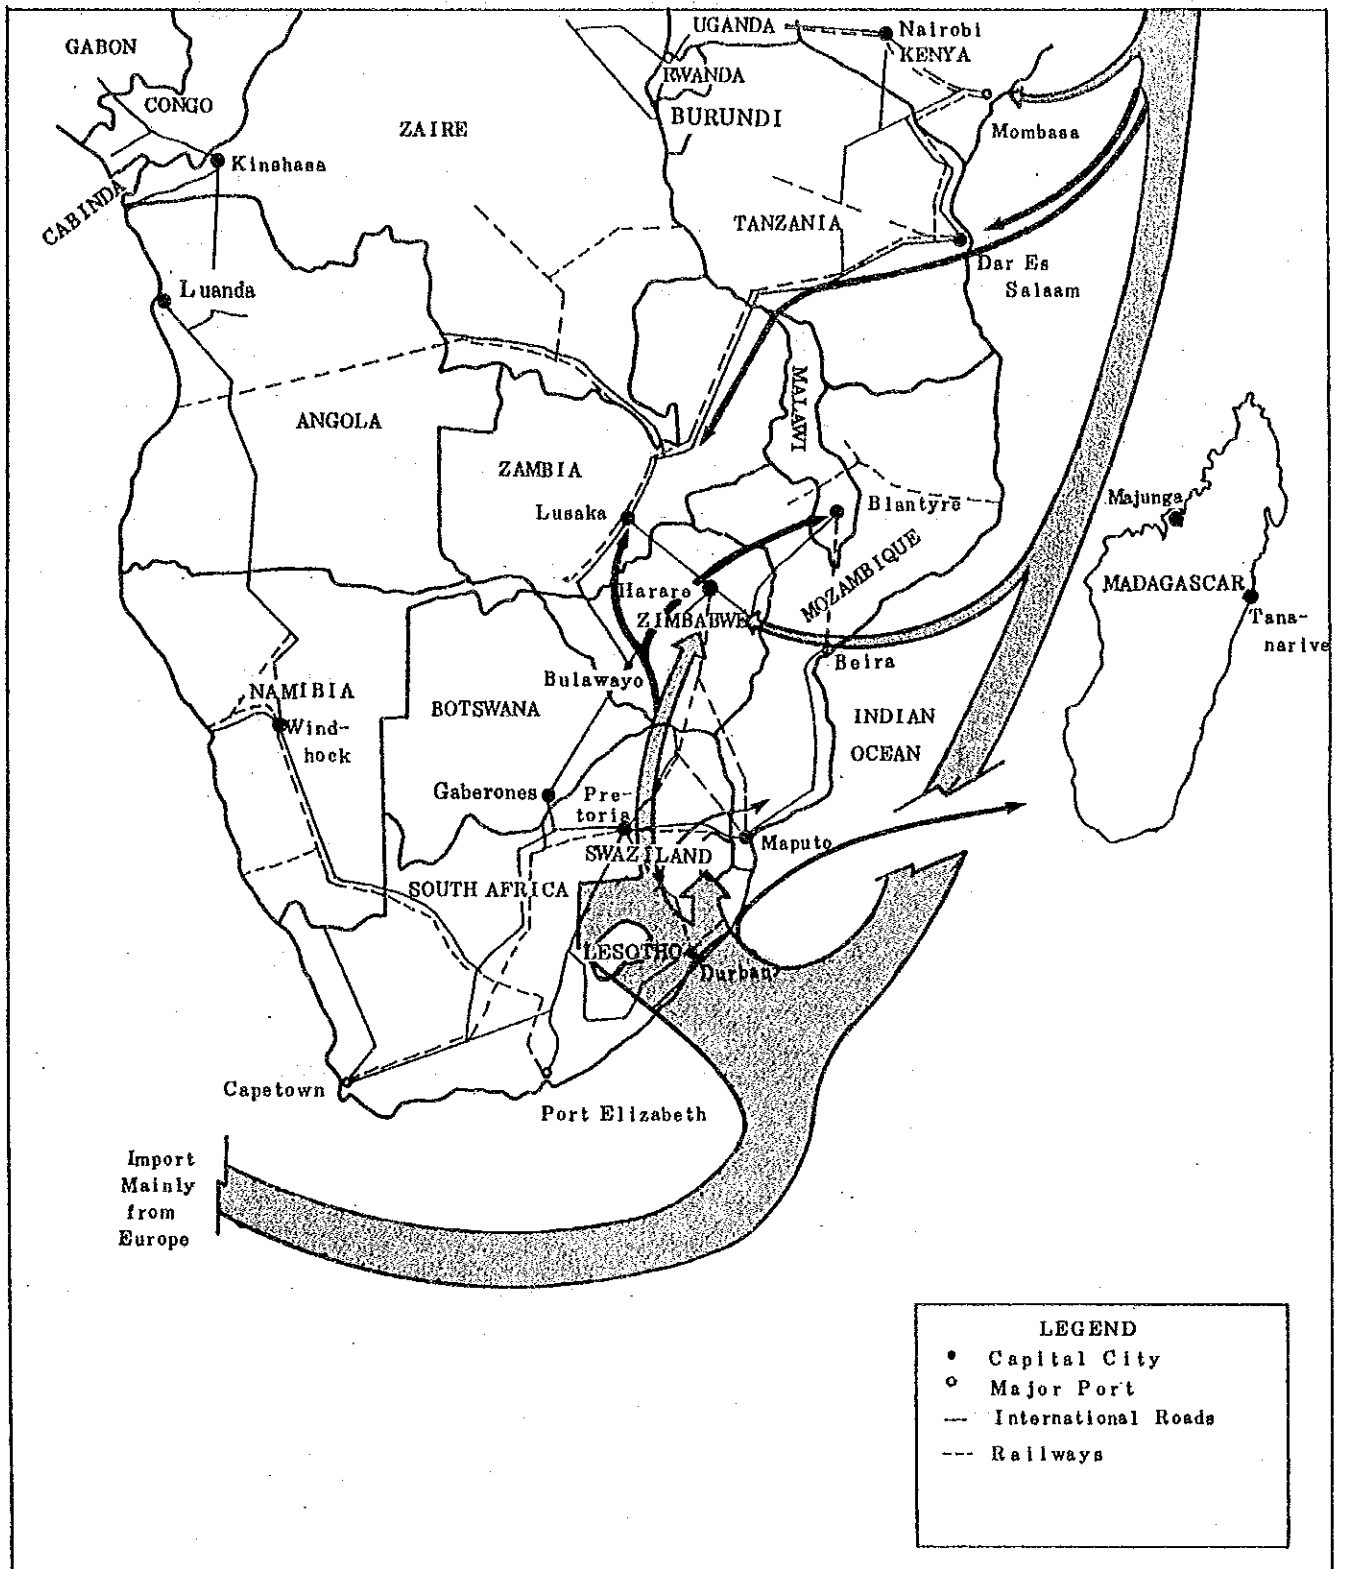 GABON
UGANDA
Nairobi
KENYA
RWANDA
CONGO
BURUNDI
ZAIRE
Mombasa
Kinshasa
CABINDA
TANZANIA
Dar Es
Salaam
Luanda
MALAWI
ANGOLA
ZAMBIA
Lusaka
Blantyre
Majunga
MOZAMBIQUE
MADAGASCAR
Harare
ZIMBABWE
Tana-
narive
Beira
Bulawayo
NAMIBIA
BOTSWANA
INDIAN
OCEAN
Wind-
hock
Gaberones
Pre-
toria
Maputo
SWAZILAND
SOUTH AFRICA
LESOTHO
Durban
Capetown
Port Elizabeth
Import
Mainly
from
Europe
LEGEND
Capital City
Major Port
International Roads
Railways